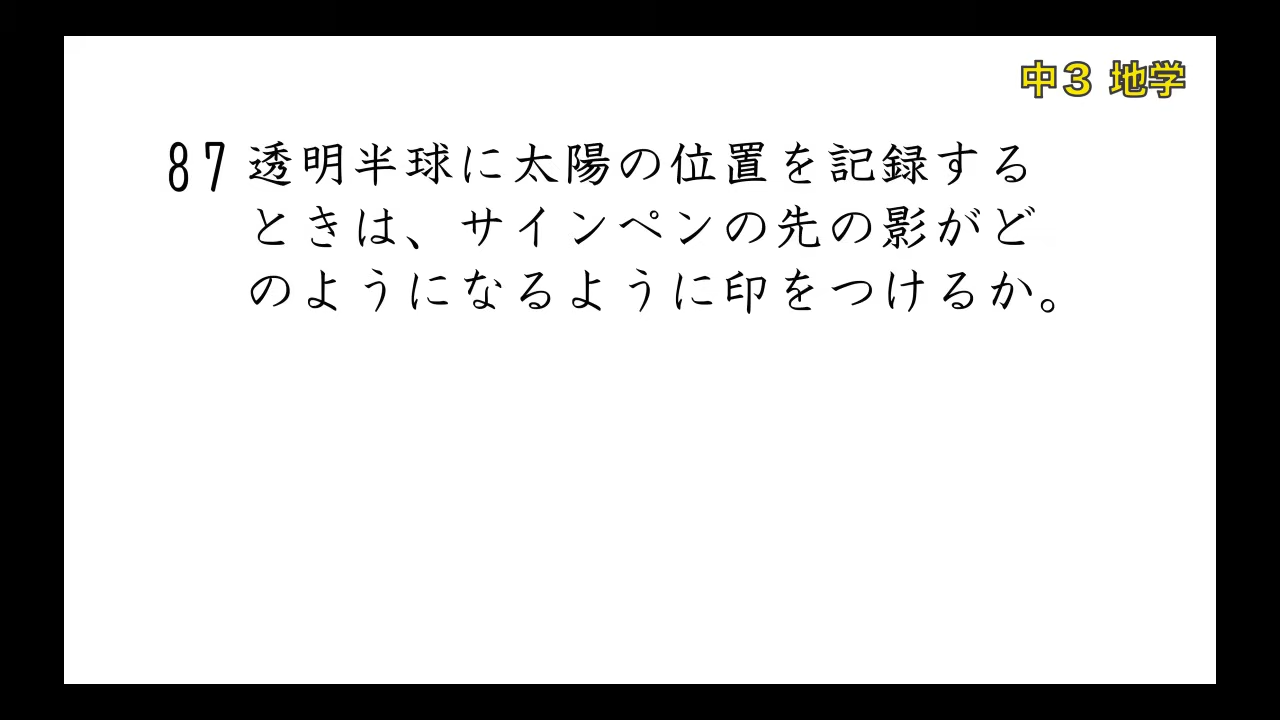 中３ 地学
87 透明半球に太陽の位置を記録する
ときは、サインペンの先の影がど
のようになるように印をつけるか。